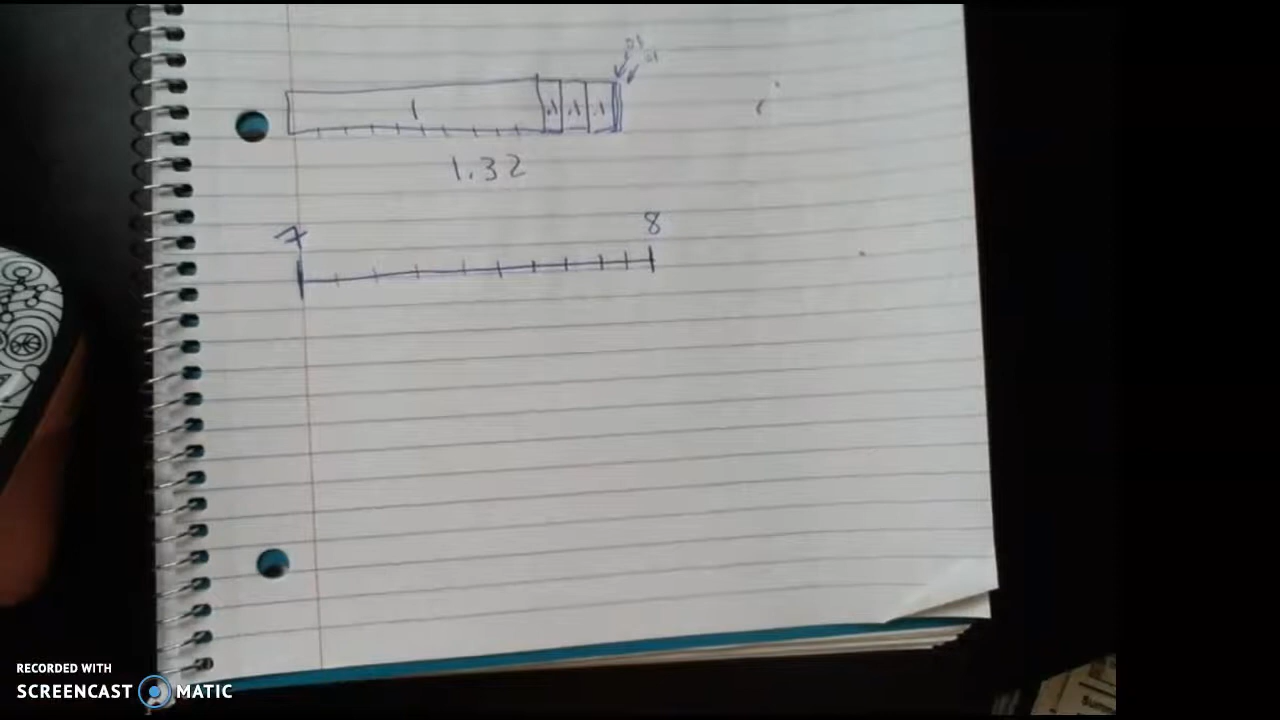 .01
.01
1 .1 .1 .1
1.32
7 8
RECORDED WITH
SCREENCAST MATIC